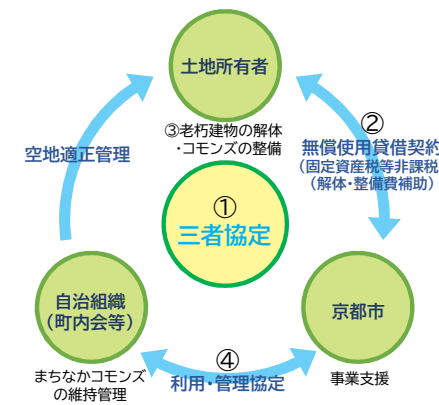 土地所有者
③老朽建物の解体
・コモンズの整備
②
無償使用貸借契約
(固定資産税等非課税
(解体・整備費補助)
空地適正管理
①
三者協定
自治組織
(町内会等)
まちなかコモンズ
の維持管理
京都市
事業支援
④
利用・管理協定